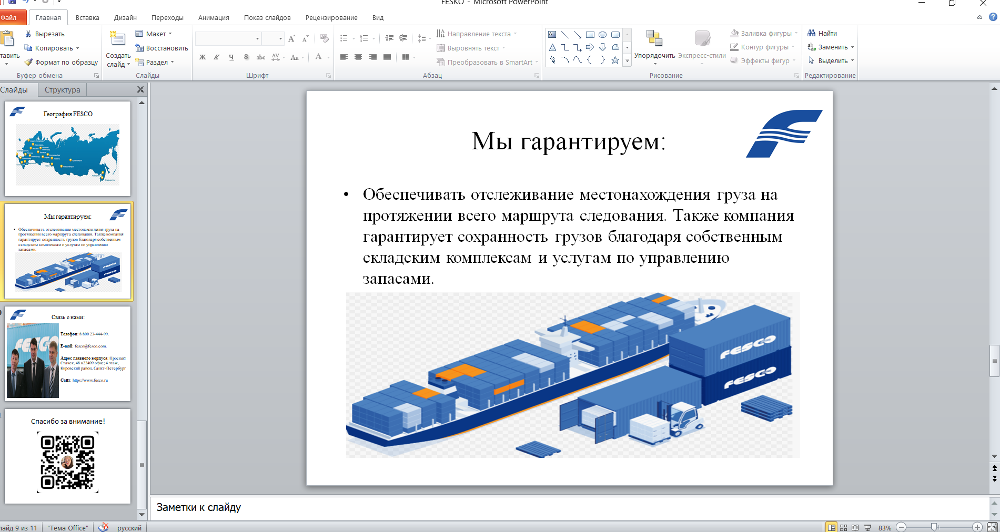 FESKO - Microsoft PowerPoint
Файл
Главная
Вставка
Дизайн
Переходы
Анимация
Показ слайдов
Рецензирование
Вид
тавить
Вырезать
Копировать
Формат по образцу
Буфер обмена
Создать
слайд
Макет
Восстановить
Раздел
Слайды
Ж К Ч S abc AV Aa A
Шрифт
Направление текста
Выровнять текст
Преобразовать в SmartArt
Абзац
Упорядочить
Экспресс-стили
Заливка фигуры
Контур фигуры
Эффекты фигур
Рисование
Найти
Заменить
Выделить
Редактирование
Слайды
Структура
География FESCO
Мы гарантируем:
• Обеспечивать отслеживание местонахождения груза на
протяжении всего маршрута следования. Также компания
гарантирует сохранность грузов благодаря собственным
складским комплексам и услугам по управлению
запасами.
FESCO
FESCO
Связь с нами:
FESCO
Телефон: 8 800 23-444-99.
E-mail: fesco@fesco.com.
Адрес главного корпуса: Проспект
Стачек, 48 к22409 офис; 4 этаж,
Кировский район, Санкт-Петербург
Сайт: https://www.fesco.ru
Спасибо за внимание!
Мы гарантируем:
• Обеспечивать отслеживание местонахождения груза на
протяжении всего маршрута следования. Также компания
гарантирует сохранность грузов благодаря собственным
складским комплексам и услугам по управлению
запасами.
FESCO
FESCO
Заметки к слайду
лайд 9 из 11
"Тема Office"
русский
83%